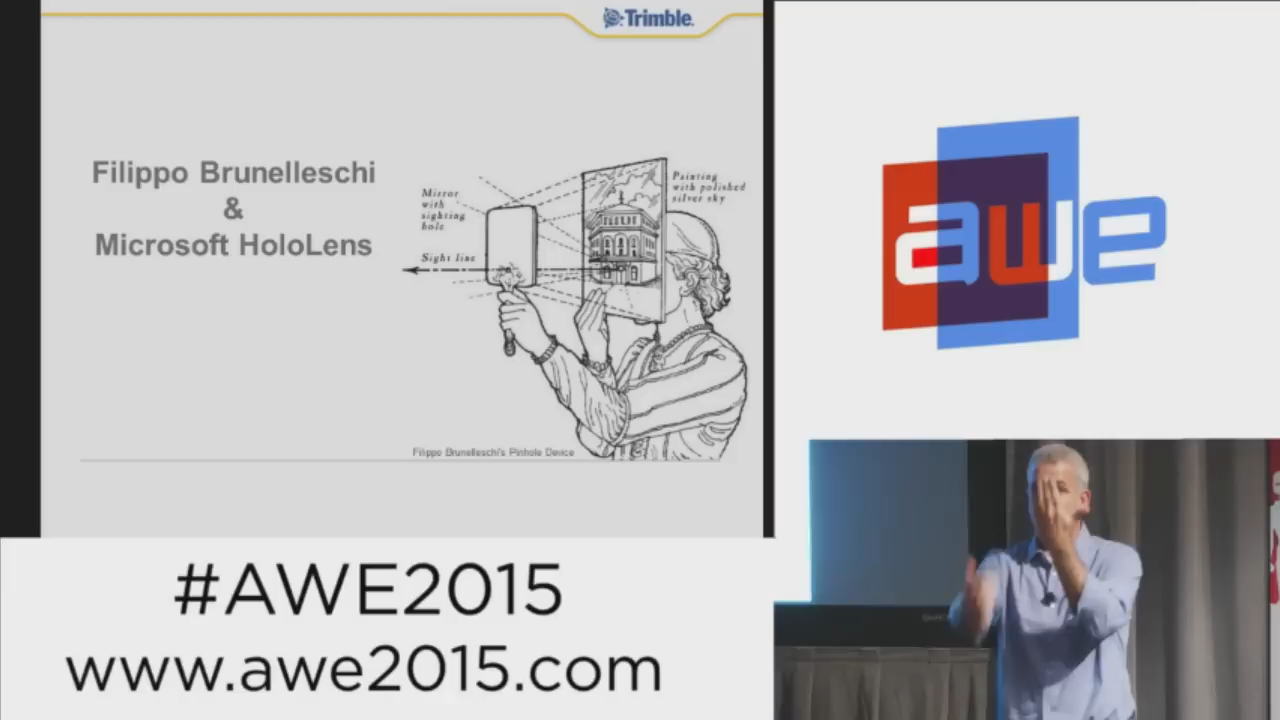 Trimble
Filippo Brunelleschi
&
Microsoft HoloLens
Mirror
with
sighting
hole
Sight line
Painting
with polished
silver sky
Filippo Brunelleschi's Pinhole Device
awe
#AWE2015
www.awe2015.com